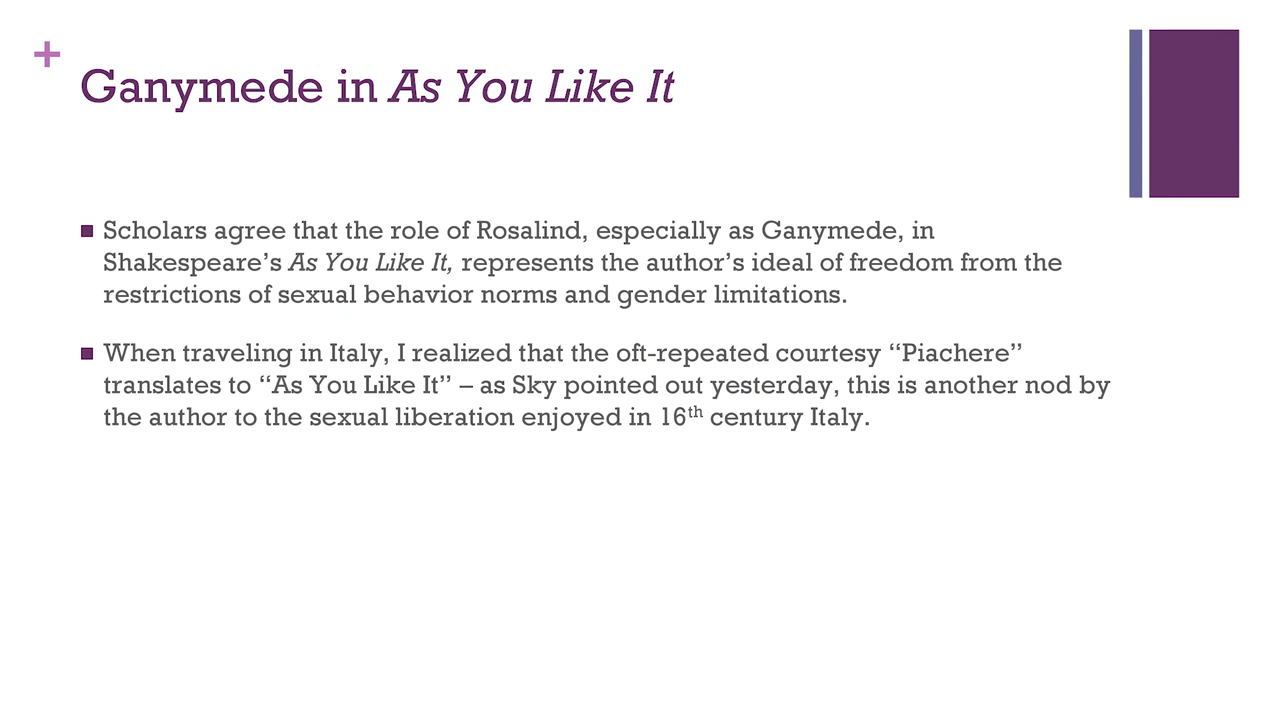 +
Ganymede in As You Like It
■ Scholars agree that the role of Rosalind, especially as Ganymede, in
Shakespeare’s As You Like It, represents the author’s ideal of freedom from the
restrictions of sexual behavior norms and gender limitations.
■ When traveling in Italy, I realized that the oft-repeated courtesy “Piachere”
translates to “As You Like It” – as Sky pointed out yesterday, this is another nod by
the author to the sexual liberation enjoyed in 16th century Italy.